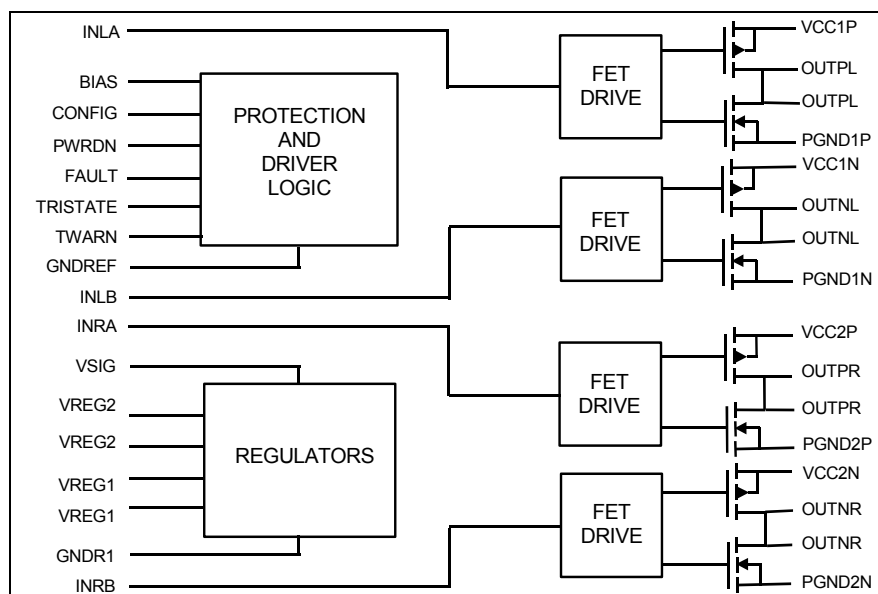 INLA
BIAS
CONFIG
PWRDN
FAULT
TRISTATE
TWARN
GNDREF
INLB
INRA
VSIG
VREG2
VREG2
VREG1
VREG1
GNDR1
INRB
PROTECTION
AND
DRIVER
LOGIC
REGULATORS
FET
DRIVE
FET
DRIVE
FET
DRIVE
FET
DRIVE
VCC1P
OUTPL
OUTPL
PGND1P
VCC1N
OUTNL
OUTNL
PGND1N
VCC2P
OUTPR
OUTPR
PGND2P
VCC2N
OUTNR
OUTNR
PGND2N